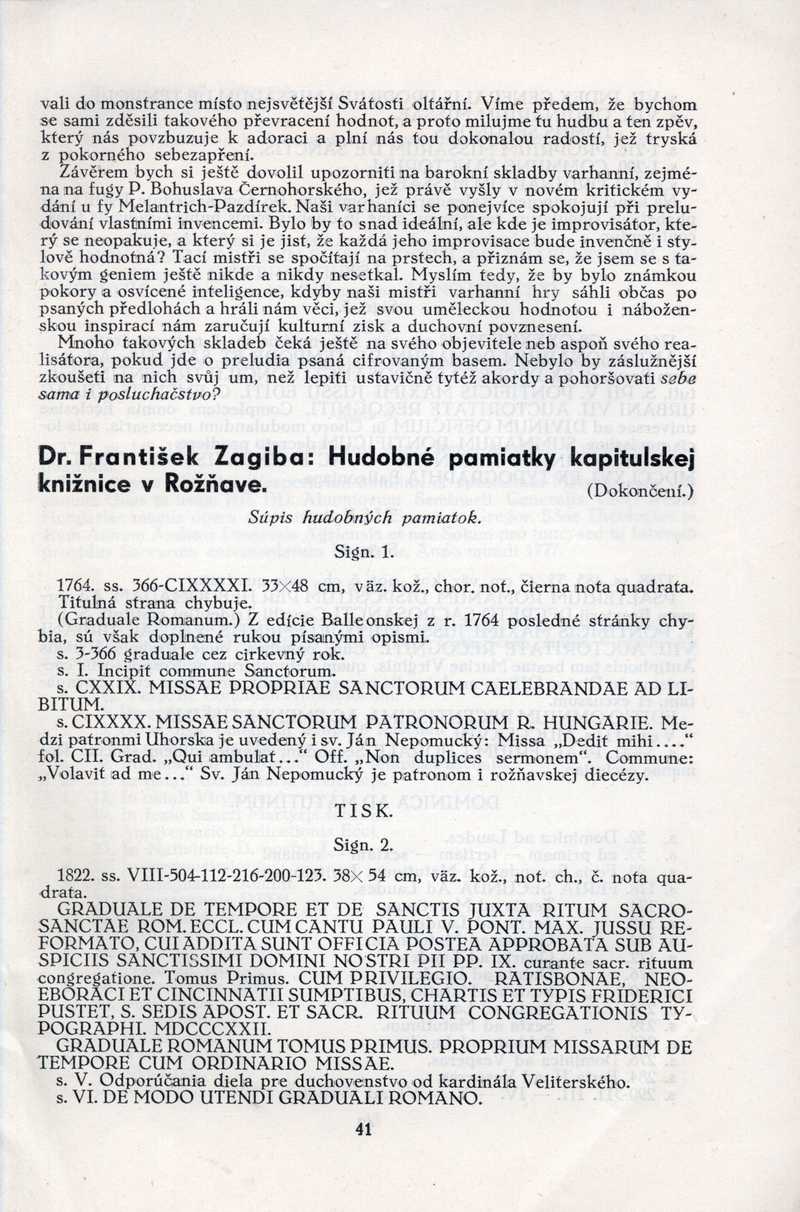 vali do monstrance místo nejsvětější Svátosti oltářní. Víme předem, že bychom
se sami zděsili takového převracení hodnot, a proto milujme tu hudbu a ten zpěv,
který nás povzbuzuje k adoraci a plní nás tou dokonalou radostí, jež tryská
z pokorného sebezapření.
Závěrem bych si ještě dovolil upozorniti na barokní skladby varhanní, zejmé-
na na fugy P. Bohuslava Černohorského, jež právě vyšly v novém kritickém vy-
dání u fy Melantrich-Pazdírek. Naši varhaníci se ponejvíce spokojují při prelu-
dování vlastními invencemi. Bylo by to snad ideální, ale kde je improvisátor, kte-
rý se neopakuje, a který si je jist, že každá jeho improvisace bude invenčně i sty-
lově hodnotná? Tací mistři se spočítají na prstech, a přiznám se, že jsem se s ta-
kovým geniem ještě nikde a nikdy nesetkal. Myslím tedy, že by bylo známkou
pokory a osvícené inteligence, kdyby naši mistři varhanní hry sáhli občas po
psaných předlohách a hráli nám věci, jež svou uměleckou hodnotou i nábožen-
skou inspirací nám zaručují kulturní zisk a duchovní povznesení.
Mnoho takových skladeb čeká ještě na svého objevitele neb aspoň svého rea-
lisátora, pokud jde o preludia psaná cifrovaným basem. Nebylo by záslužnější
zkoušeti na nich svůj um, než lepiti ustavičně tytéž akordy a pohoršovati sebe
sama i posluchačstvo?
Dr. František Zagiba: Hudobné pamiatky kapitulskej
knižnice v Rožňave.
(Dokončení.)
Súpis hudobných pamiatok.
Sign. 1.
1764. ss. 366-CIXXXXI. 33×48 cm, väz. kož., chor. not., čierna nota quadrata.
Titulná strana chybuje.
(Graduale Romanum.) Z edície Balleonskej z r. 1764 posledné stránky chy-
bia, sú však doplnené rukou písanými opismi.
s. 3-366 graduale cez cirkevný rok.
s. I. Incipit commune Sanctorum.
s. CXXIX. MISSAE PROPRIAE SANCTORUM CAELEBRANDAE AD LI-
BITUM.
s. CIXXXX. MISSAE SANCTORUM PATRONORUM R. HUNGARIE. Me-
dzi patronmi Uhorska je uvedený i sv. Ján Nepomucký: Missa „Dedit mihi ...."
fol. CII. Grad. „Qui ambulat..." Off. „Non duplices sermonem". Commune:
„Volavit ad me..." Sv. Ján Nepomucký je patronom i rožňavskej diecézy.
TISK.
Sign. 2.
1822. ss. VIII-504-112-216-200-123. 38×54 cm, väz. kož., not. ch., č. nota qua-
drata.
GRADUALE DE TEMPORE ET DE SANCTIS JUXTA RITUM SACRO-
SANCTAE ROM. ECCL. CUM CANTU PAULI V. PONT. MAX. JUSSU RE-
FORMATO, CUI ADDITA SUNT OFFICIA POSTEA APPROBATA SUB AU-
SPICIIS SANCTISSIMI DOMINI NOSTRI PII PP. IX. curante sacr. rituum
congregatione. Tomus Primus. CUM PRIVILEGIO. RATISBONAE, NEO-
EBORACI ET CINCINNATII SUMPTIBUS, CHARTIS ET TYPIS FRIDERICI
PUSTET, S. SEDIS APOST. ET SACR. RITUUM CONGREGATIONIS TY-
POGRAPHI. MDCCCXXII.
GRADUALE ROMANUM TOMUS PRIMUS. PROPRIUM MISSARUM DE
TEMPORE CUM ORDINARIO MISSAE.
s. V. Odporúčania diela pre duchovenstvo od kardinála Veliterského.
s. VI. DE MODO UTENDI GRADUALI ROMANO.
41